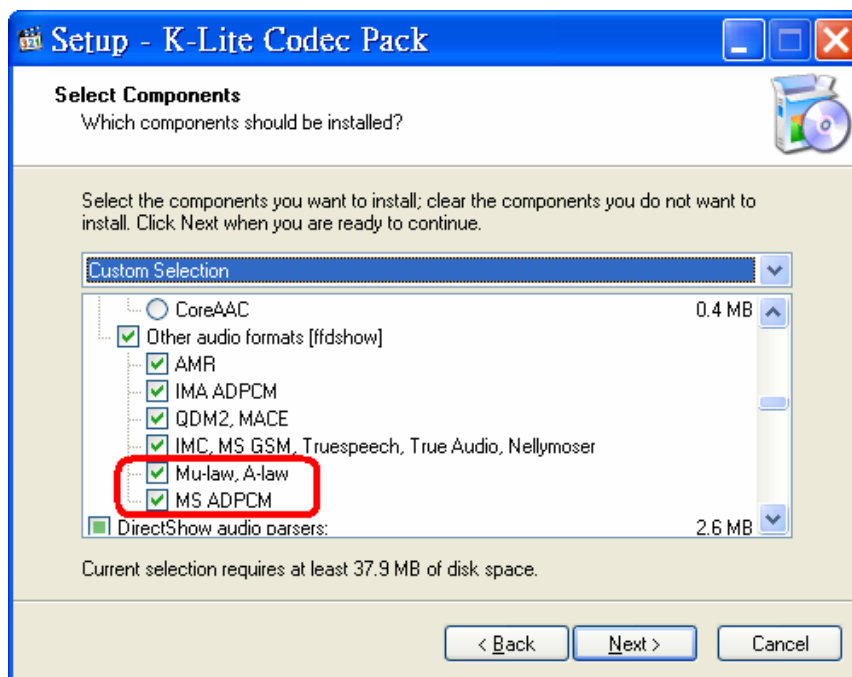 Setup - K-Lite Codec Pack
Select Components
Which components should be installed?
Select the components you want to install; clear the components you do not want to
install. Click Next when you are ready to continue.
Custom Selection
CoreAAC 0.4 MB
Other audio formats [ffdshow]
AMR
IMA ADPCM
QDM2, MACE
IMC, MS GSM, Truespeech, True Audio, Nellymoser
Mu-law, A-law
MS ADPCM
DirectShow audio parsers: 2.6 MB
Current selection requires at least 37.9 MB of disk space.
< Back Next > Cancel